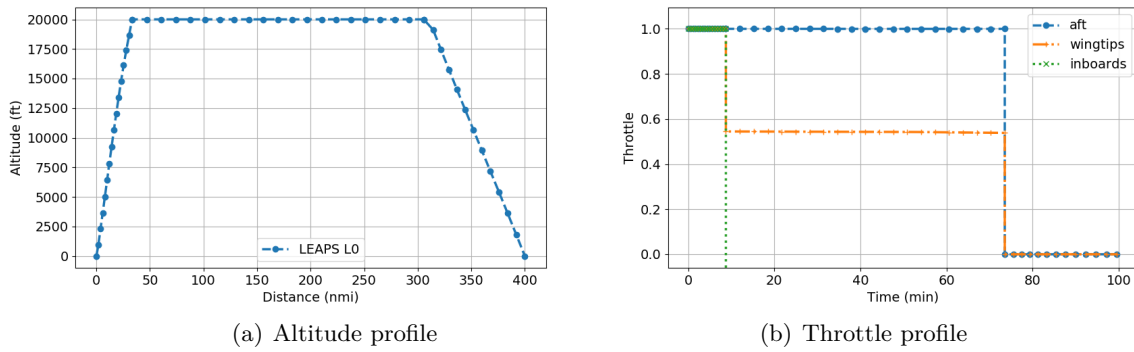 20000
17500
15000
12500
10000
7500
5000
2500
0
Altitude (ft)
LEAPS L0
0 50 100 150 200 250 300 350 400
Distance (nmi)
(a) Altitude profile
1.0
0.8
0.6
0.4
0.2
0.0
Throttle
aft
wingtips
inboards
0 20 40 60 80 100
Time (min)
(b) Throttle profile